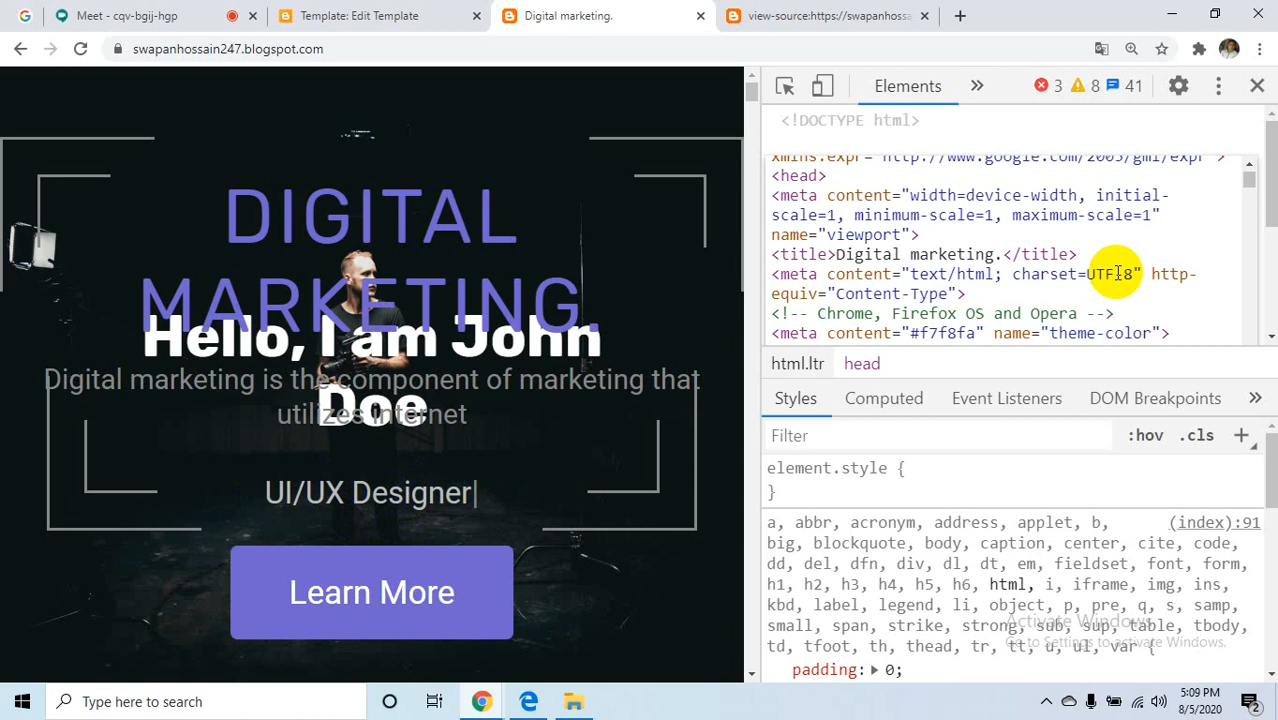 Meet - cqv-bgij-hgp
Template: Edit Template
Digital marketing.
view-source:https://swapanhossain
swapanhossain247.blogspot.com
Elements
3
8
41
<!DOCTYPE html>
xmlns:expr="http://www.google.com/2005/gml/expr">
<head>
<meta content="width=device-width, initial-
scale=1, minimum-scale=1, maximum-scale=1"
name="viewport">
<title>Digital marketing.</title>
<meta content="text/html; charset=UTF-8" http-
equiv="Content-Type">
<!-- Chrome, Firefox OS and Opera -->
<meta content="#f7f8fa" name="theme-color">
html.ltr head
Styles Computed Event Listeners DOM Breakpoints
Filter
:hov .cls
element.style {
}
a, abbr, acronym, address, applet, b, (index):91
big, blockquote, body, caption, center, cite, code,
dd, del, dfn, div, dl, dt, em, fieldset, font, form,
h1, h2, h3, h4, h5, h6, html, i, iframe, img, ins,
kbd, label, legend, li, object, p, pre, q, s, samp,
small, span, strike, strong, sub, sup, table, tbody,
td, tfoot, th, thead, tr, tt, u, ul, var {
padding: 0;
Activate Windows
Go to Settings to activate Windows.
DIGITAL
MARKETING.
Hello, I am John
Doe
Digital marketing is the component of marketing that
utilizes internet
UI/UX Designer|
Learn More
Type here to search
5:09 PM
8/5/2020
2